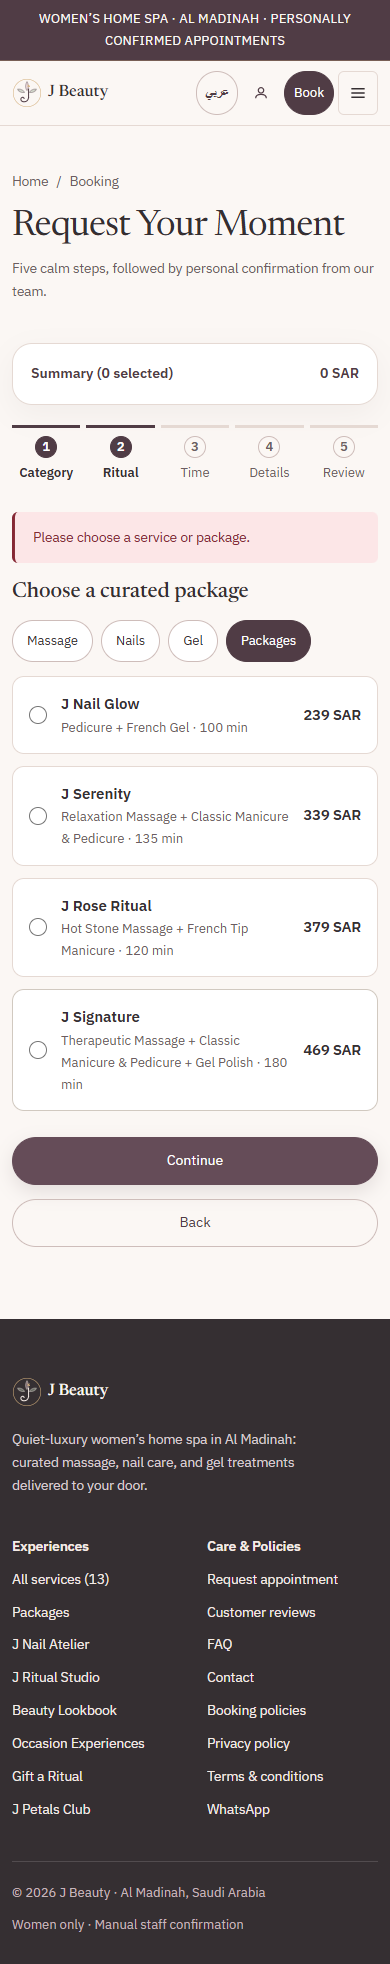 WOMEN'S HOME SPA · AL MADINAH · PERSONALLY
CONFIRMED APPOINTMENTS
J Beauty
عربي
Book
Home / Booking
Request Your Moment
Five calm steps, followed by personal confirmation from our
team.
Summary (0 selected) 0 SAR
1 2 3 4 5
Category Ritual Time Details Review
Please choose a service or package.
Choose a curated package
Massage Nails Gel Packages
J Nail Glow
Pedicure + French Gel · 100 min
239 SAR
J Serenity
Relaxation Massage + Classic Manicure
& Pedicure · 135 min
339 SAR
J Rose Ritual
Hot Stone Massage + French Tip
Manicure · 120 min
379 SAR
J Signature
Therapeutic Massage + Classic
Manicure & Pedicure + Gel Polish · 180
min
469 SAR
Continue
Back
J Beauty
Quiet-luxury women's home spa in Al Madinah:
curated massage, nail care, and gel treatments
delivered to your door.
Experiences
All services (13)
Packages
J Nail Atelier
J Ritual Studio
Beauty Lookbook
Occasion Experiences
Gift a Ritual
J Petals Club
Care & Policies
Request appointment
Customer reviews
FAQ
Contact
Booking policies
Privacy policy
Terms & conditions
WhatsApp
© 2026 J Beauty · Al Madinah, Saudi Arabia
Women only · Manual staff confirmation